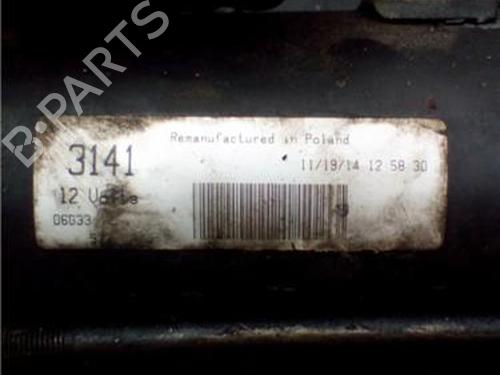 B-PARTS
Remanufactured in Poland
3141
11/19/14 12 58 30
12 Volts
06G33